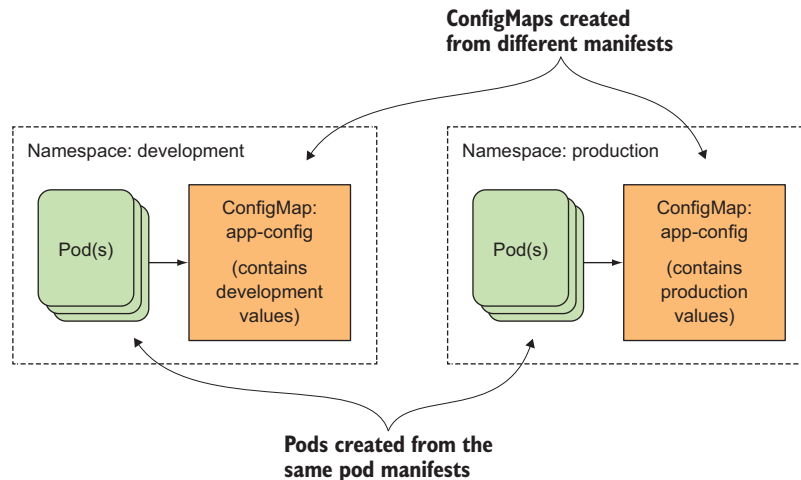 ConfigMaps created
from different manifests
Namespace: development
Pod(s)
ConfigMap:
app-config
(contains
development
values)
Namespace: production
Pod(s)
ConfigMap:
app-config
(contains
production
values)
Pods created from the
same pod manifests